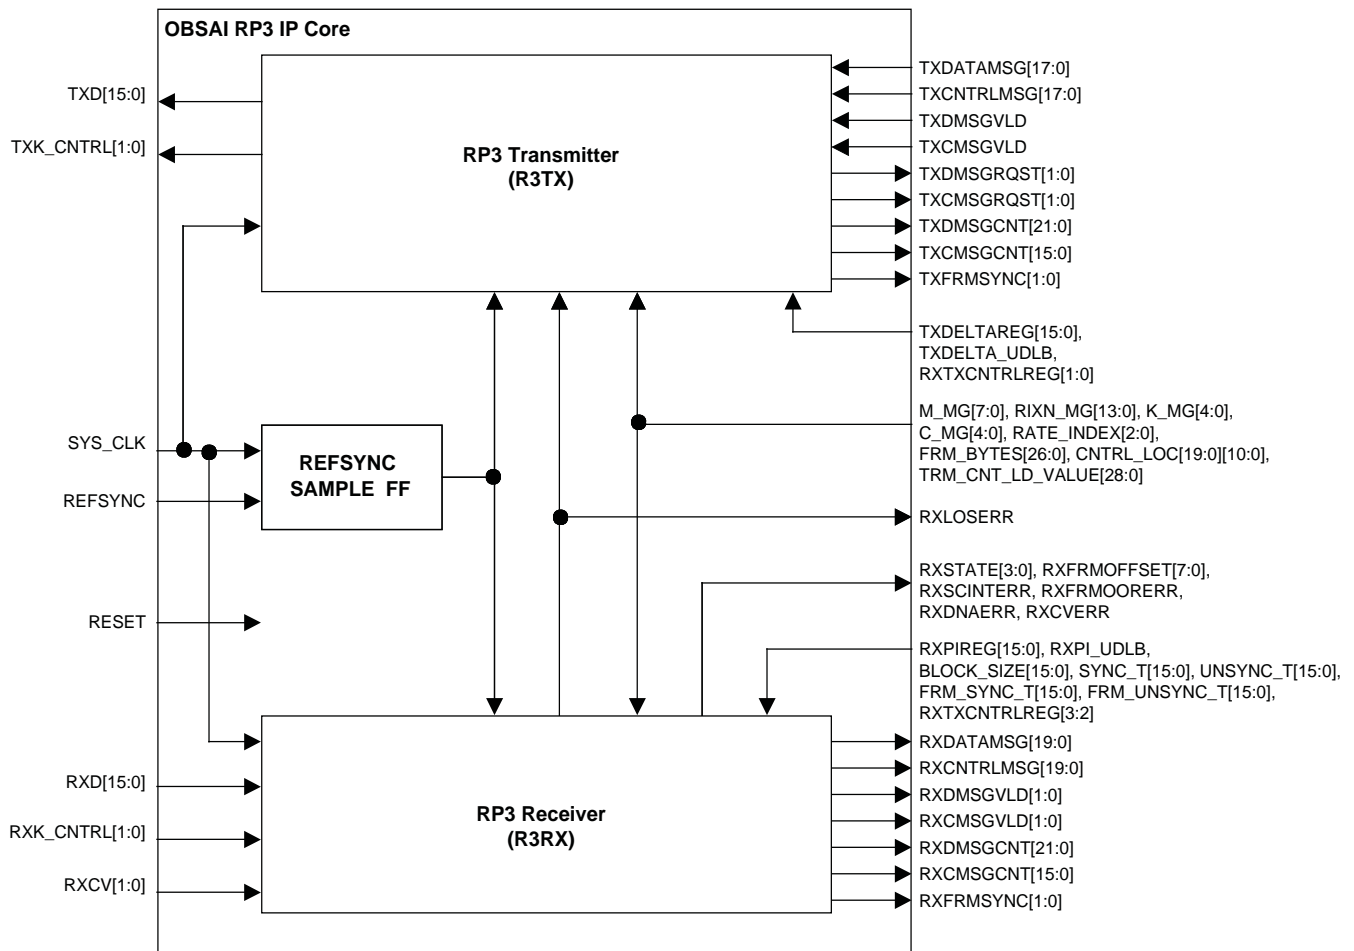 OBSAI RP3 IP Core
TXD[15:0]
TXK_CNTRL[1:0]
RP3 Transmitter
(R3TX)
TXDATAMSG[17:0]
TXCNTRLMSG[17:0]
TXDMSGVLD
TXCMSGVLD
TXDMSGRQST[1:0]
TXCMSGRQST[1:0]
TXDMSGCNT[21:0]
TXCMSGCNT[15:0]
TXFRMSYNC[1:0]
TXDELTAREG[15:0],
TXDELTA_UDLB,
RXTXCNTRLREG[1:0]
M_MG[7:0], RIXN_MG[13:0], K_MG[4:0],
C_MG[4:0], RATE_INDEX[2:0],
FRM_BYTES[26:0], CNTRL_LOC[19:0][10:0],
TRM_CNT_LD_VALUE[28:0]
SYS_CLK
REFSYNC
REFSYNC
SAMPLE FF
RXLOSERR
RESET
RXSTATE[3:0], RXFRMOFFSET[7:0],
RXSCINTERR, RXFRMOORERR,
RXDNAERR, RXCVERR
RXPIREG[15:0], RXPI_UDLB,
BLOCK_SIZE[15:0], SYNC_T[15:0], UNSYNC_T[15:0],
FRM_SYNC_T[15:0], FRM_UNSYNC_T[15:0],
RXTXCNTRLREG[3:2]
RXD[15:0]
RXK_CNTRL[1:0]
RXCV[1:0]
RP3 Receiver
(R3RX)
RXDATAMSG[19:0]
RXCNTRLMSG[19:0]
RXDMSGVLD[1:0]
RXCMSGVLD[1:0]
RXDMSGCNT[21:0]
RXCMSGCNT[15:0]
RXFRMSYNC[1:0]